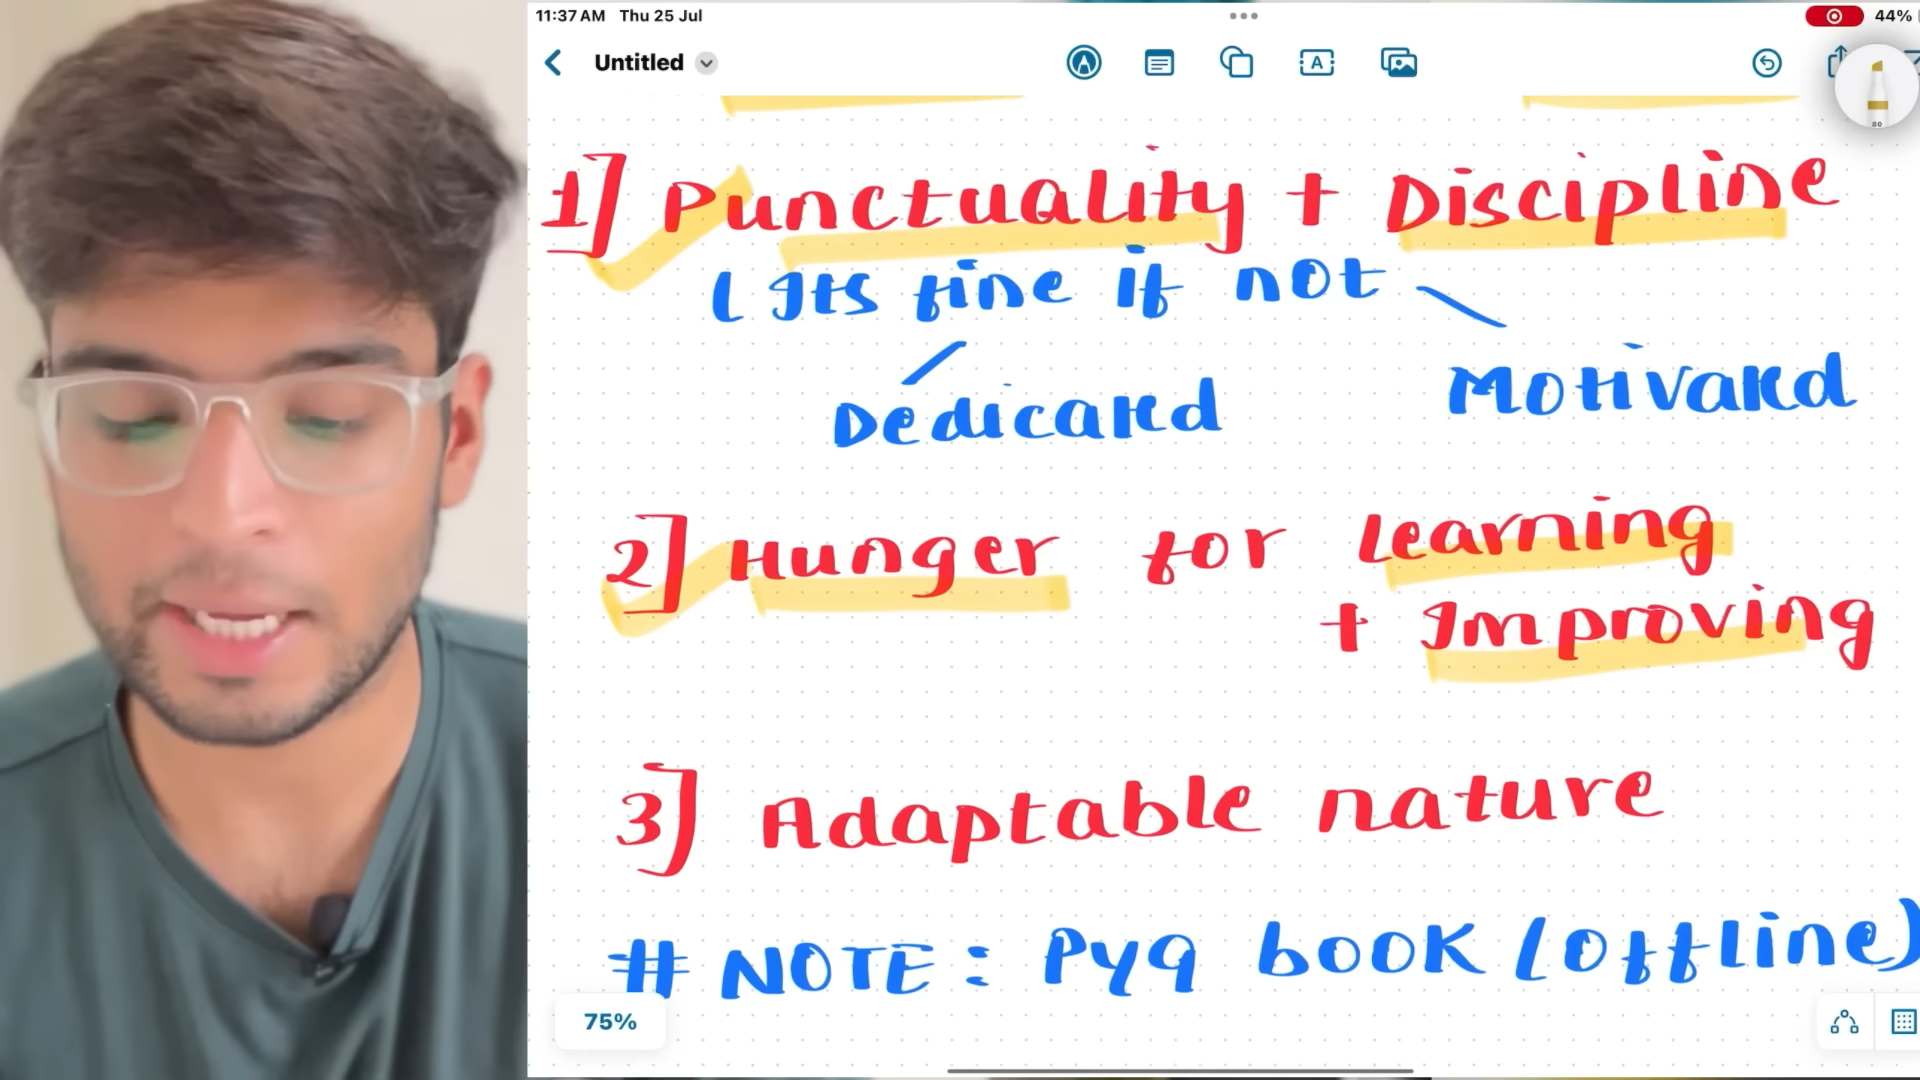 11:37 AM Thu 25 Jul
44%
Untitled
A
80
1] Punctuality + Discipline
(Its fine if not
Dedicated
Motivated
2] Hunger for Learning
+ Improving
3] Adaptable nature
# NOTE: PYQ book (offline)
75%